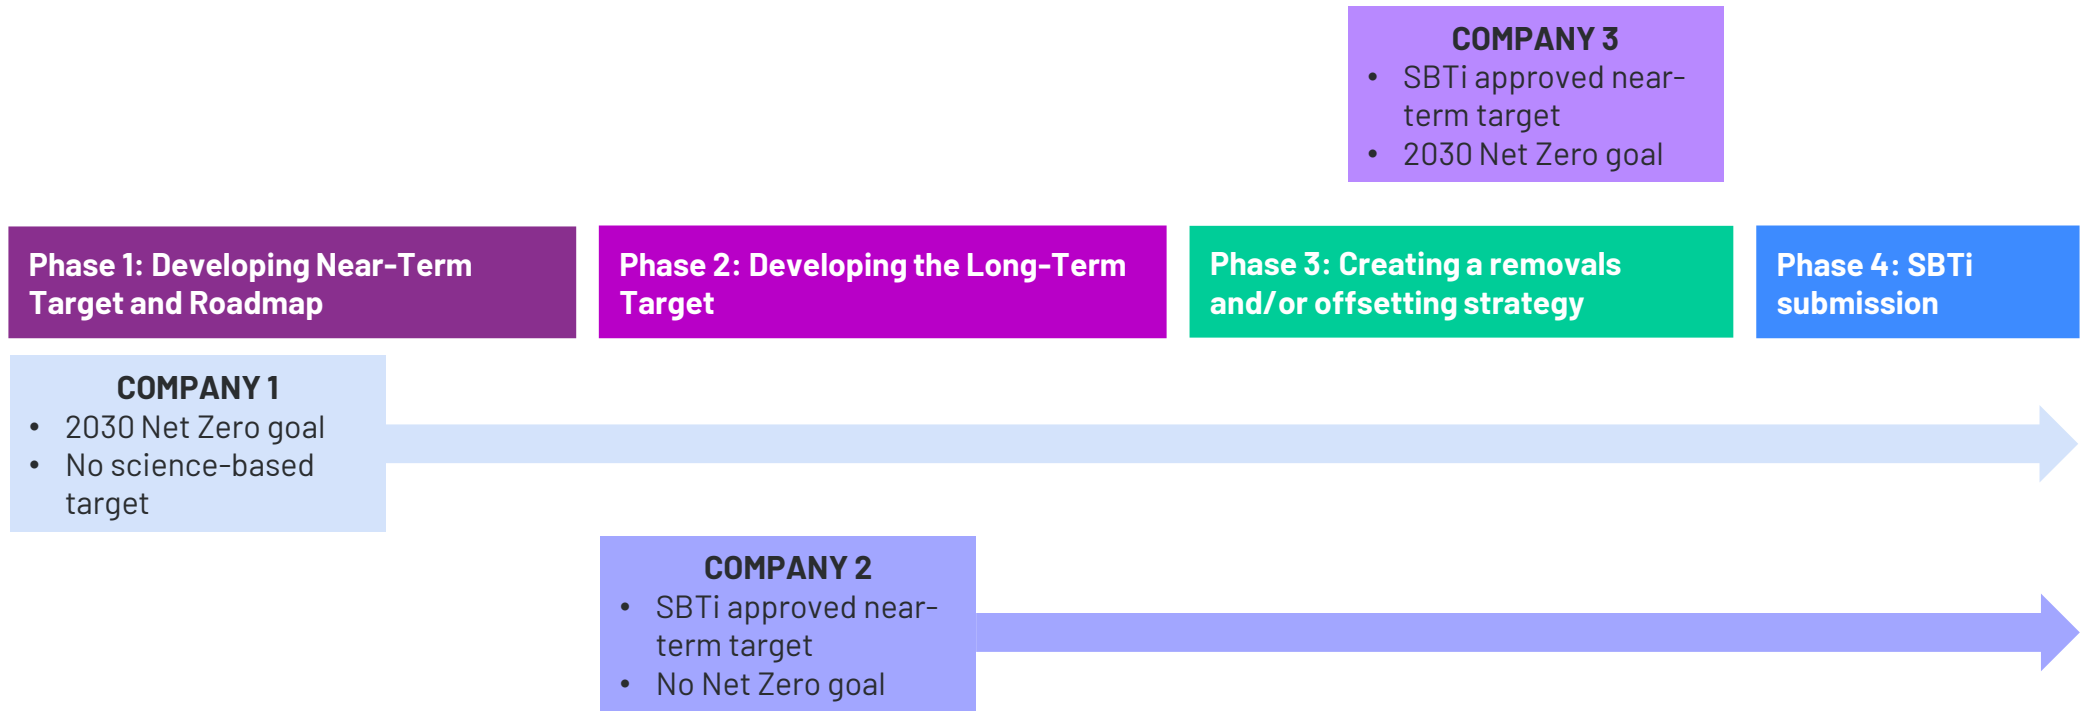 COMPANY 3
• SBTi approved near-
term target
• 2030 Net Zero goal
Phase 1: Developing Near-Term
Target and Roadmap
Phase 2: Developing the Long-Term
Target
Phase 3: Creating a removals
and/or offsetting strategy
Phase 4: SBTi
submission
COMPANY 1
• 2030 Net Zero goal
• No science-based
target
COMPANY 2
• SBTi approved near-
term target
• No Net Zero goal